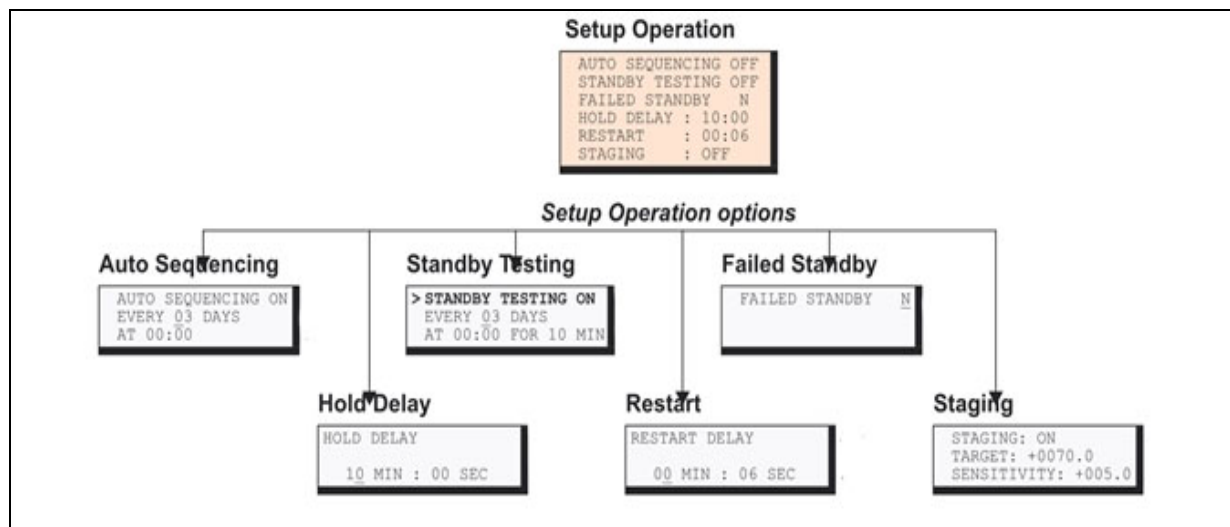 Setup Operation
AUTO SEQUENCING OFF
STANDBY TESTING OFF
FAILED STANDBY N
HOLD DELAY : 10:00
RESTART : 00:06
STAGING : OFF
Setup Operation options
Auto Sequencing
AUTO SEQUENCING ON
EVERY 03 DAYS
AT 00:00
Standby Testing
>STANDBY TESTING ON
EVERY 03 DAYS
AT 00:00 FOR 10 MIN
Failed Standby
FAILED STANDBY N
Hold Delay
HOLD DELAY
10 MIN : 00 SEC
Restart
RESTART DELAY
00 MIN : 06 SEC
Staging
STAGING: ON
TARGET: +0070.0
SENSITIVITY: +005.0